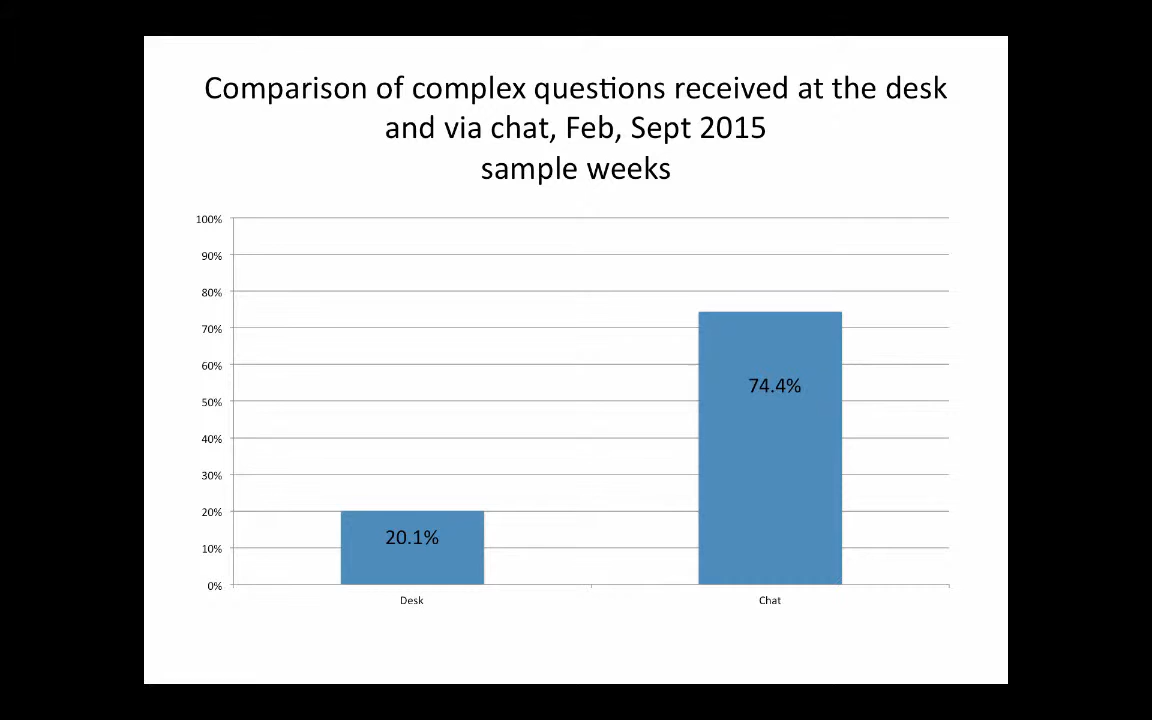 Comparison of complex questions received at the desk
and via chat, Feb, Sept 2015
sample weeks
100%
90%
80%
70%
60%
50%
40%
30%
20%
10%
0%
20.1%
74.4%
Desk
Chat